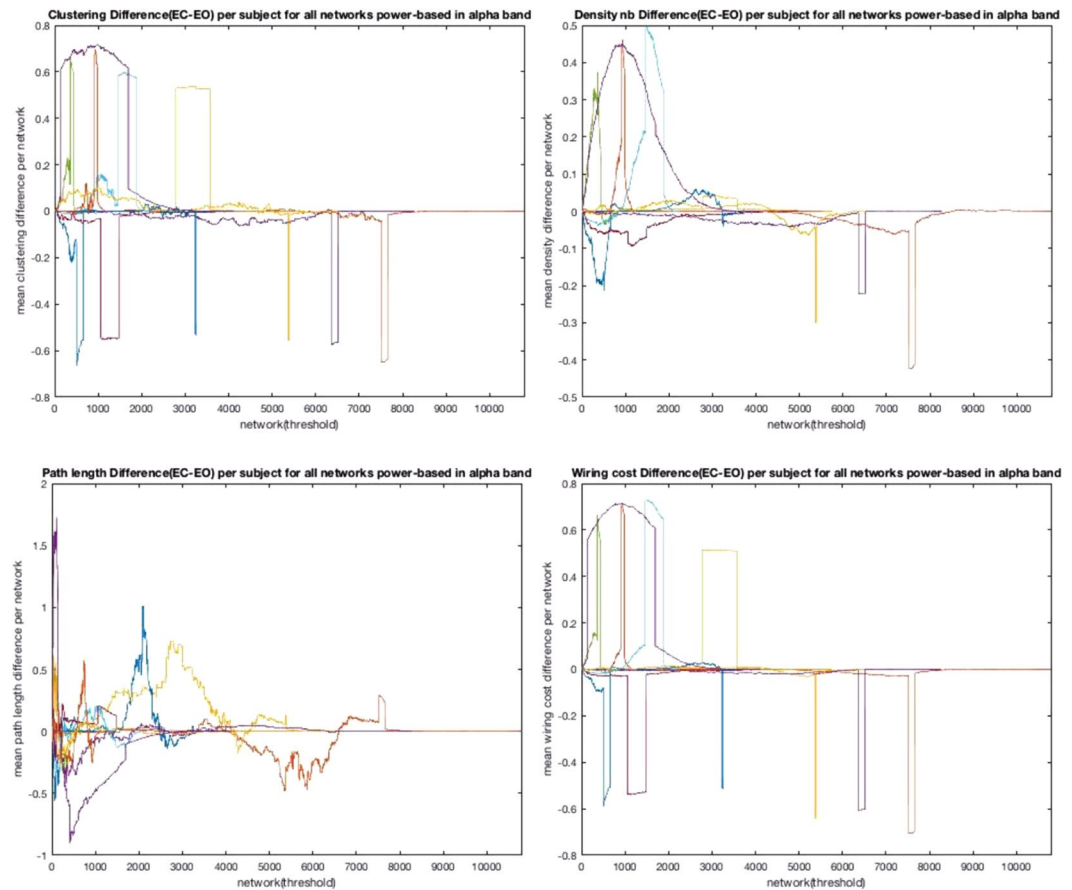 Clustering Difference(EC-EO) per subject for all networks power-based in alpha band
0.8
0.6
0.4
0.2
0
-0.2
-0.4
-0.6
-0.8
mean clustering difference per network
0 1000 2000 3000 4000 5000 6000 7000 8000 9000 10000
network(threshold)
Density nb Difference(EC-EO) per subject for all networks power-based in alpha band
0.5
0.4
0.3
0.2
0.1
0
-0.1
-0.2
-0.3
-0.4
-0.5
mean density difference per network
0 1000 2000 3000 4000 5000 6000 7000 8000 9000 10000
network(threshold)
Path length Difference(EC-EO) per subject for all networks power-based in alpha band
2
1.5
1
0.5
0
-0.5
-1
mean path length difference per network
0 1000 2000 3000 4000 5000 6000 7000 8000 9000 10000
network(threshold)
Wiring cost Difference(EC-EO) per subject for all networks power-based in alpha band
0.8
0.6
0.4
0.2
0
-0.2
-0.4
-0.6
-0.8
mean wiring cost difference per network
0 1000 2000 3000 4000 5000 6000 7000 8000 9000 10000
network(threshold)